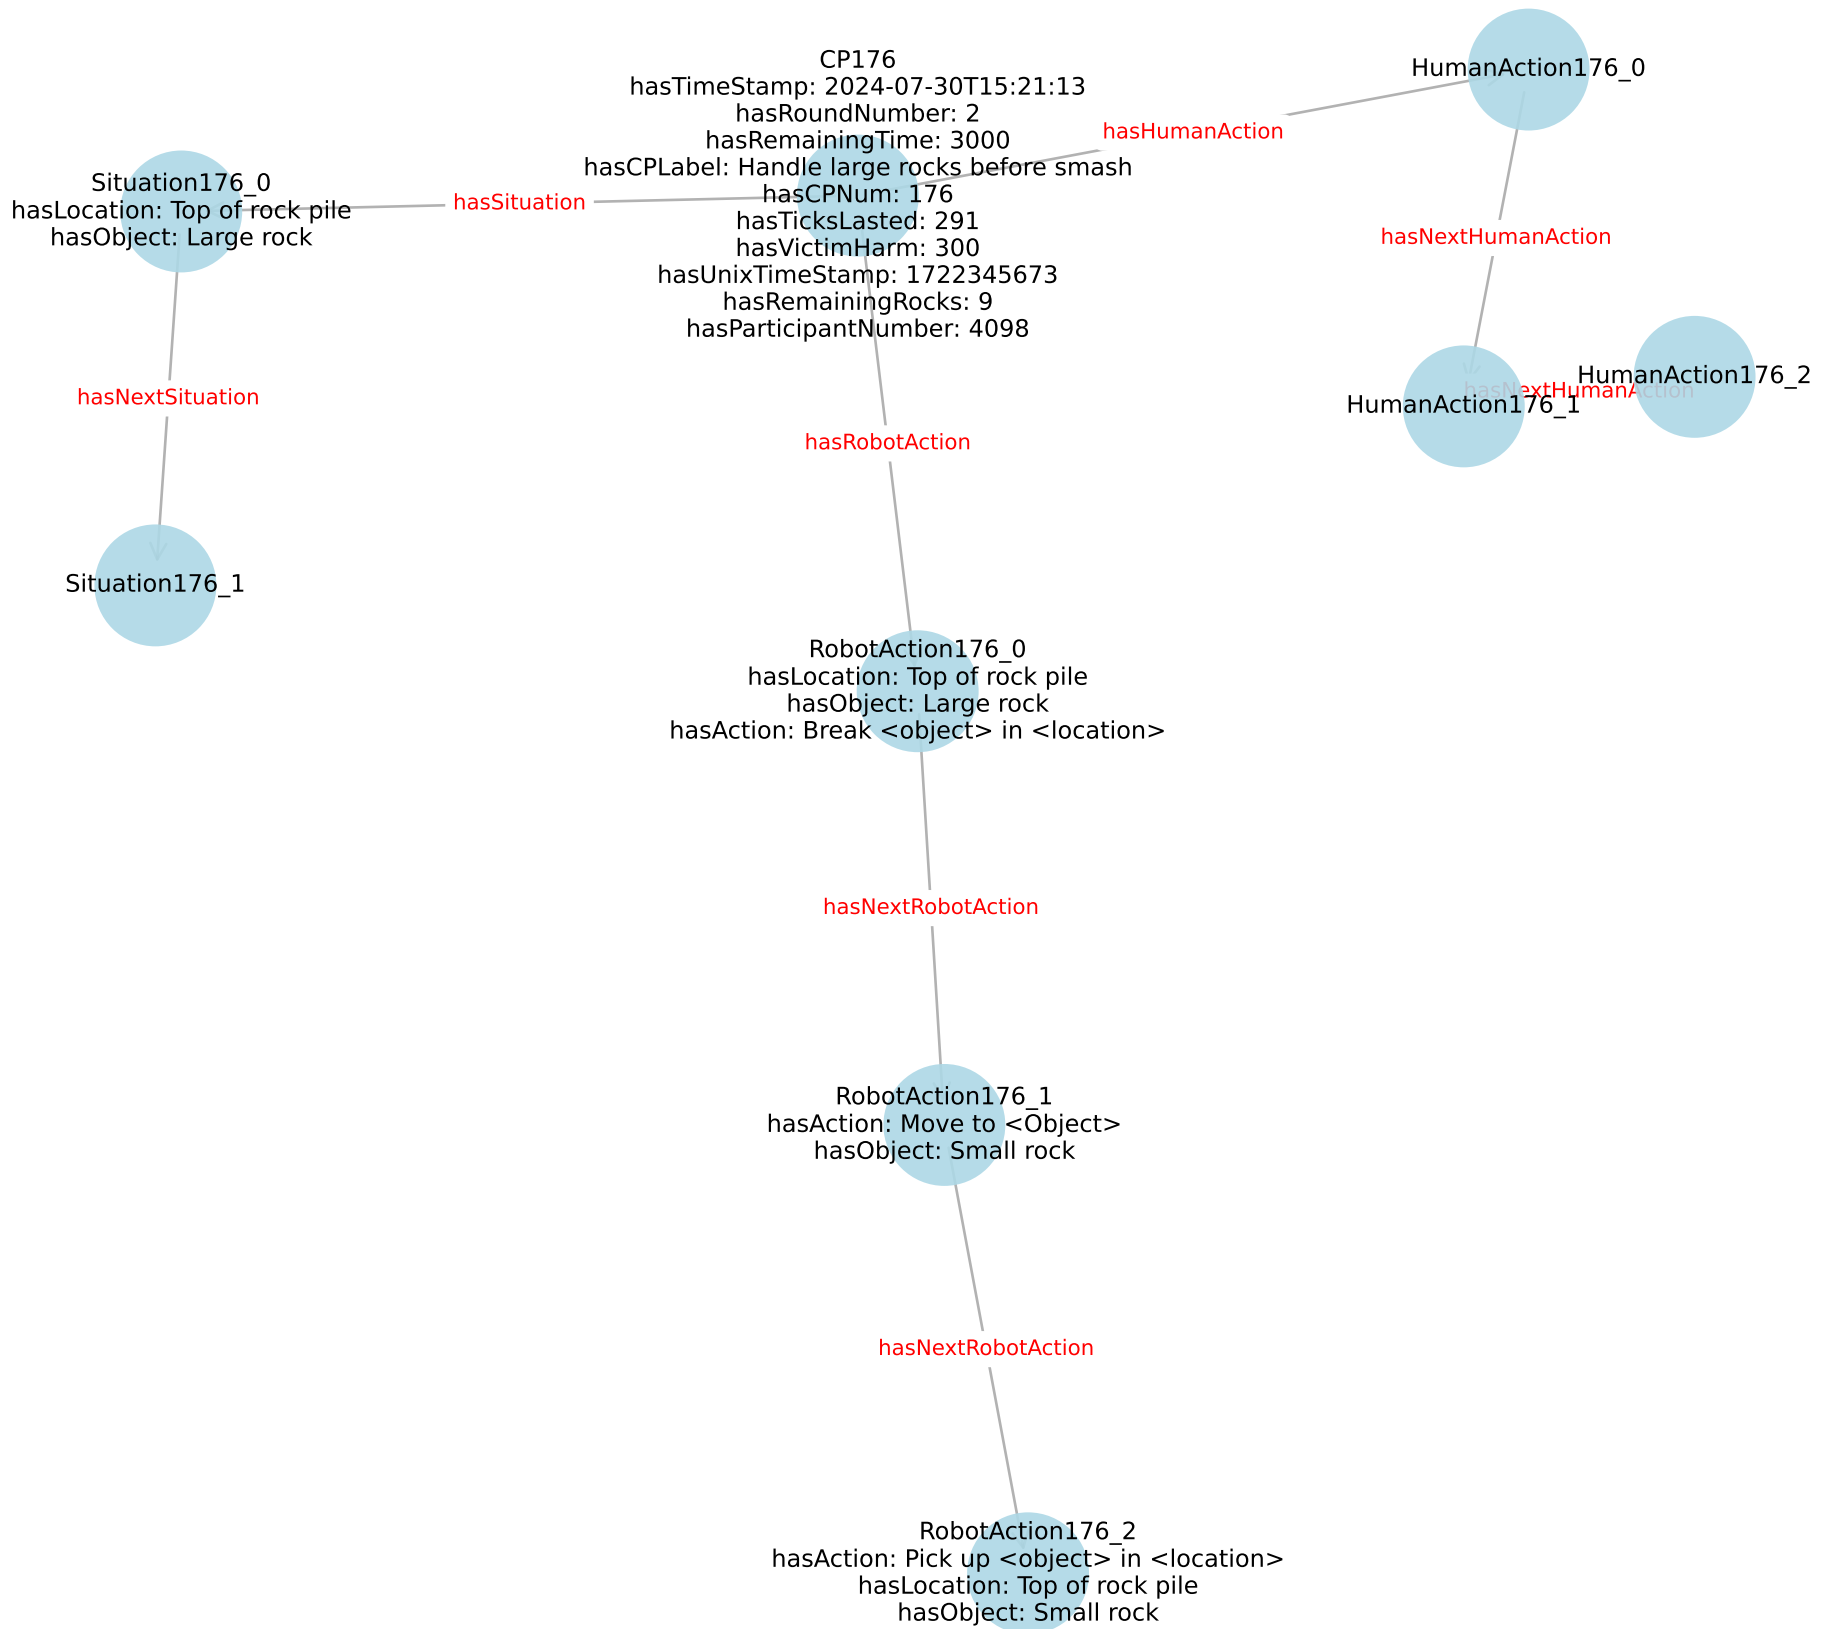 CP176
hasTimeStamp: 2024-07-30T15:21:13
hasRoundNumber: 2
hasRemainingTime: 3000
hasCPLabel: Handle large rocks before smash
hasCPNum: 176
hasTicksLasted: 291
hasVictimHarm: 300
hasUnixTimeStamp: 1722345673
hasRemainingRocks: 9
hasParticipantNumber: 4098
HumanAction176_0
hasHumanAction
hasSituation
Situation176_0
hasLocation: Top of rock pile
hasObject: Large rock
hasNextHumanAction
HumanAction176_2
hasNextHumanAction
HumanAction176_1
hasNextSituation
hasRobotAction
Situation176_1
RobotAction176_0
hasLocation: Top of rock pile
hasObject: Large rock
hasAction: Break <object> in <location>
hasNextRobotAction
RobotAction176_1
hasAction: Move to <Object>
hasObject: Small rock
hasNextRobotAction
RobotAction176_2
hasAction: Pick up <object> in <location>
hasLocation: Top of rock pile
hasObject: Small rock